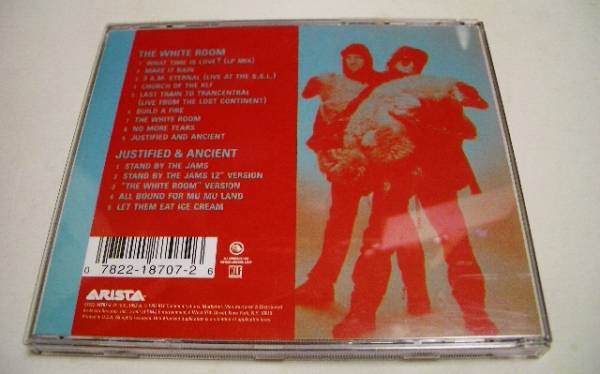 THE WHITE ROOM
1 WHAT TIME IS LOVE? (LP MIX)
2 MAKE IT RAIN
3 3 A.M. ETERNAL (LIVE AT THE S.S.L.)
4 CHURCH OF THE KLF
5 LAST TRAIN TO TRANCENTRAL
(LIVE FROM THE LOST CONTINENT)
6 BUILD A FIRE
7 THE WHITE ROOM
8 NO MORE TEARS
9 JUSTIFIED AND ANCIENT
JUSTIFIED & ANCIENT
1 STAND BY THE JAMS
2 STAND BY THE JAMS 12" VERSION
3 "THE WHITE ROOM" VERSION
4 ALL BOUND FOR MU MU LAND
5 LET THEM EAT ICE CREAM
0 7822-18707-2 6
KLF
ARISTA